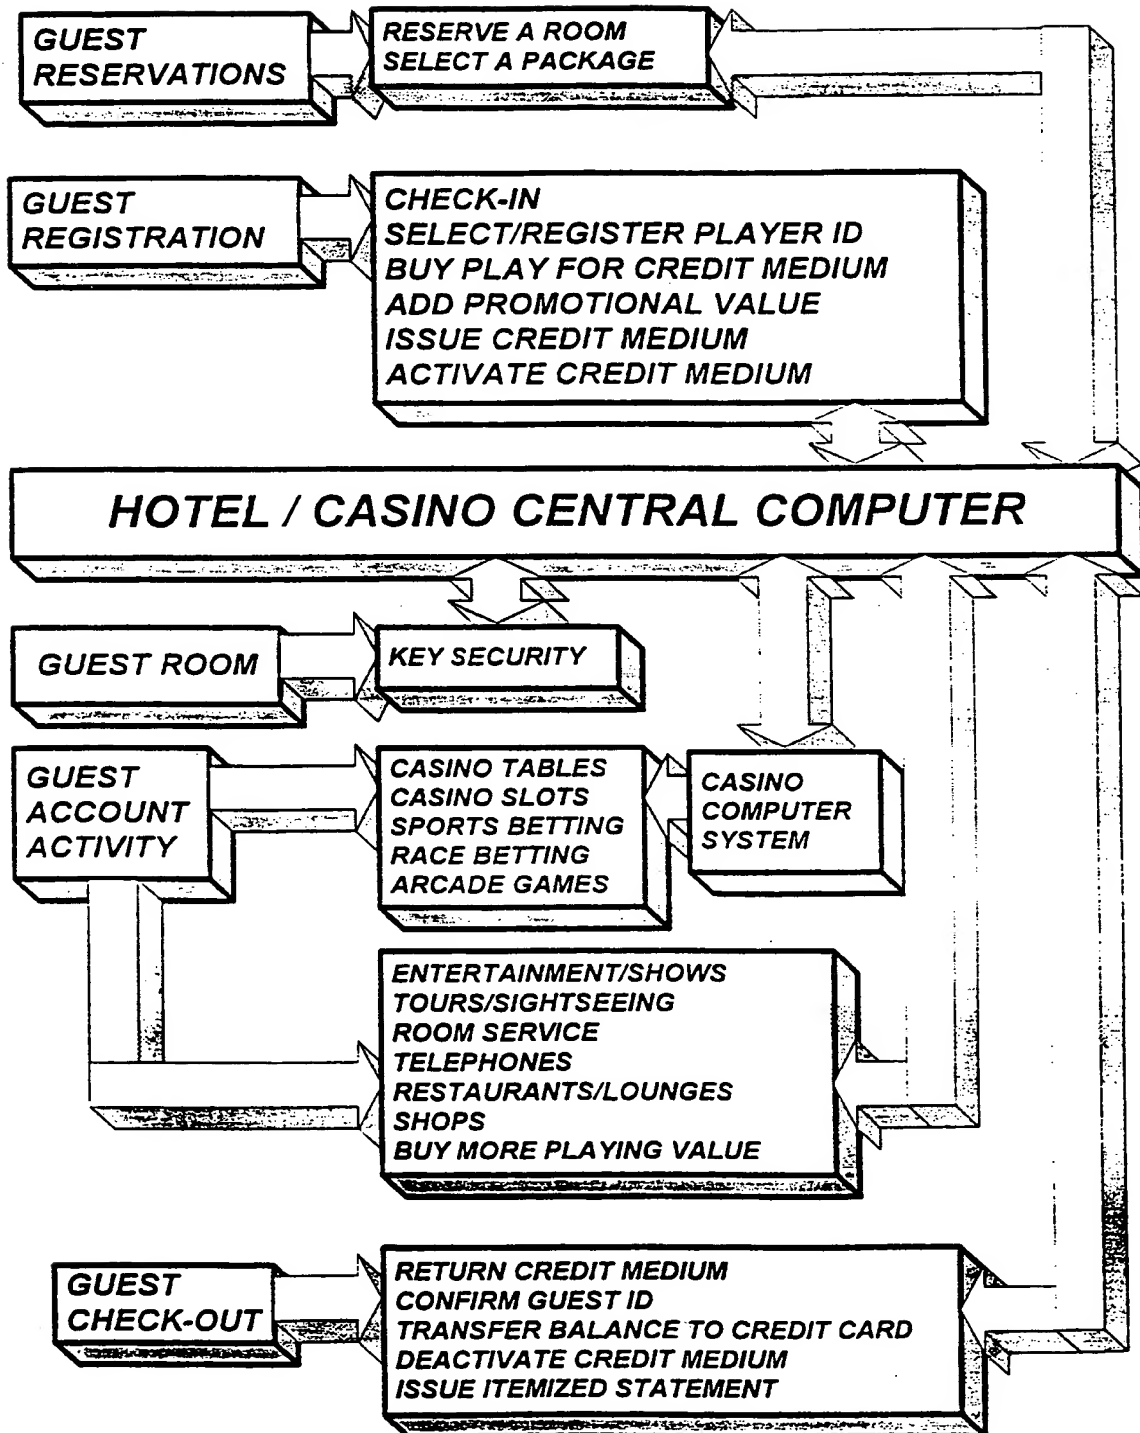 GUEST
RESERVATIONS
RESERVE A ROOM
SELECT A PACKAGE
GUEST
REGISTRATION
CHECK-IN
SELECT/REGISTER PLAYER ID
BUY PLAY FOR CREDIT MEDIUM
ADD PROMOTIONAL VALUE
ISSUE CREDIT MEDIUM
ACTIVATE CREDIT MEDIUM
HOTEL / CASINO CENTRAL COMPUTER
GUEST ROOM
KEY SECURITY
GUEST
ACCOUNT
ACTIVITY
CASINO TABLES
CASINO SLOTS
SPORTS BETTING
RACE BETTING
ARCADE GAMES
CASINO
COMPUTER
SYSTEM
ENTERTAINMENT/SHOWS
TOURS/SIGHTSEEING
ROOM SERVICE
TELEPHONES
RESTAURANTS/LOUNGES
SHOPS
BUY MORE PLAYING VALUE
GUEST
CHECK-OUT
RETURN CREDIT MEDIUM
CONFIRM GUEST ID
TRANSFER BALANCE TO CREDIT CARD
DEACTIVATE CREDIT MEDIUM
ISSUE ITEMIZED STATEMENT